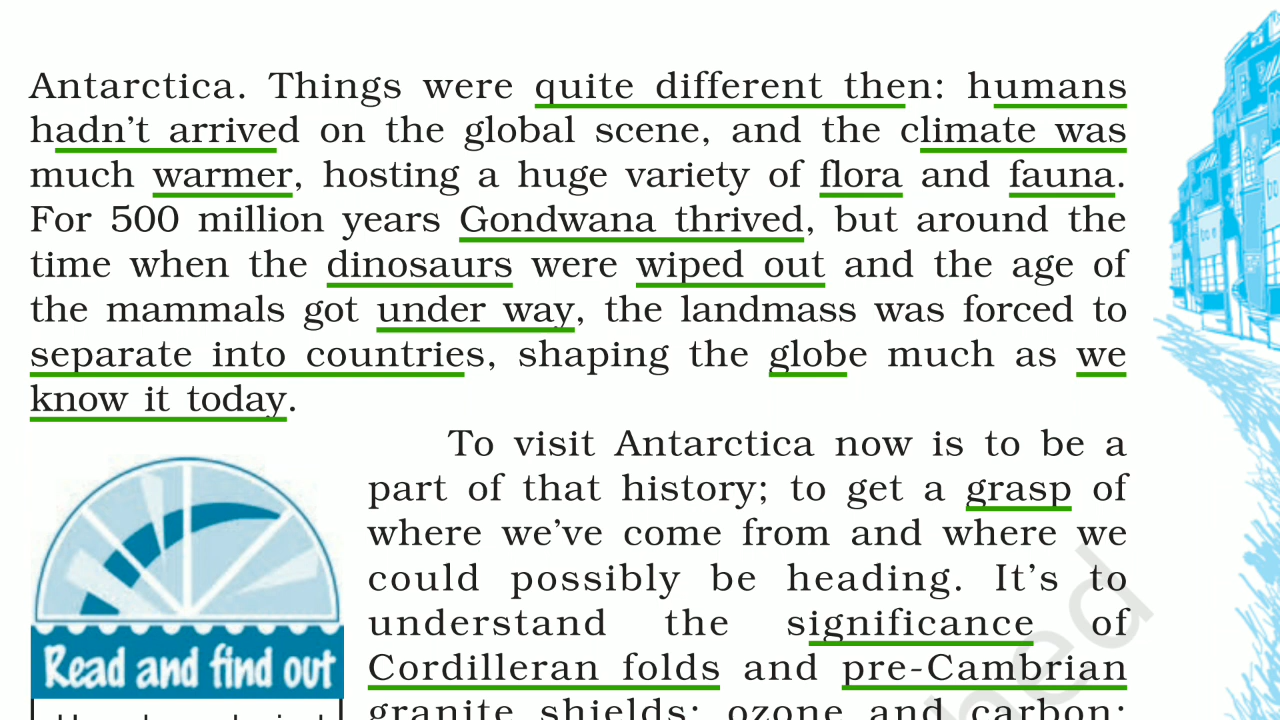 Antarctica. Things were quite different then: humans
hadn't arrived on the global scene, and the climate was
much warmer, hosting a huge variety of flora and fauna.
For 500 million years Gondwana thrived, but around the
time when the dinosaurs were wiped out and the age of
the mammals got under way, the landmass was forced to
separate into countries, shaping the globe much as we
know it today.
To visit Antarctica now is to be a
part of that history; to get a grasp of
where we've come from and where we
could possibly be heading. It's to
understand the significance of
Cordilleran folds and pre-Cambrian
granite shields; ozone and carbon;
Read and find out